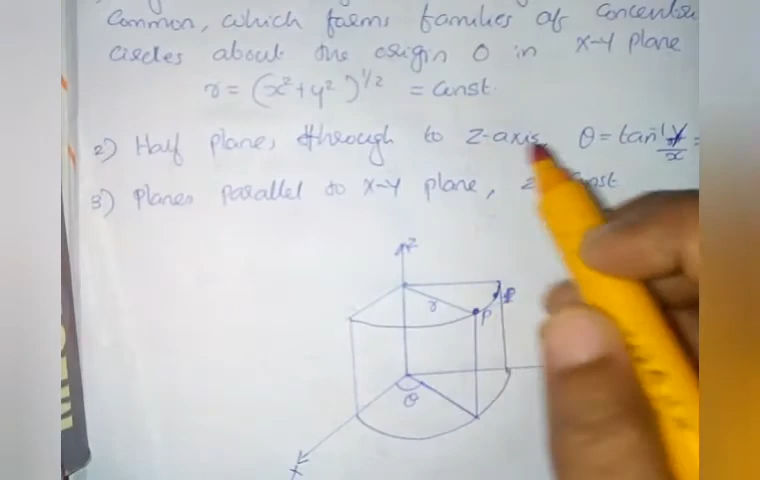 Common, which forms families of concentric
circles about the origin O in x-y plane
r = (x² + y²)^1/2 = Const.
2) Half planes through to z-axis, θ = tan⁻¹ y/x =
3) planes parallel to x-y plane, z
nst
z
r
P
θ
x